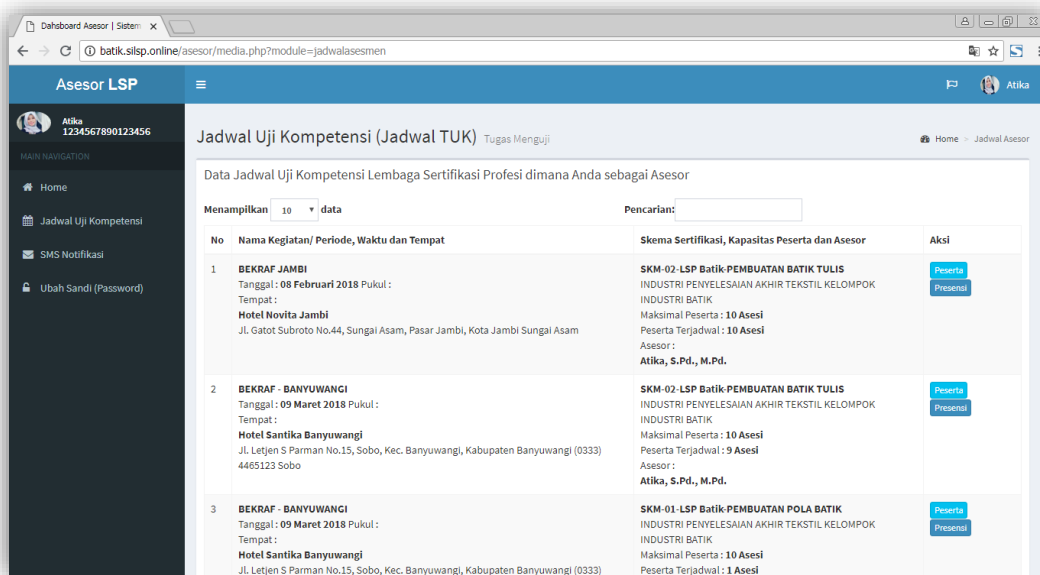 Dahsboard Asesor | Sistem
batik.silsp.online/asesor/media.php?module=jadwalasesmen
Asesor LSP
Atika
Atika
1234567890123456
MAIN NAVIGATION
Home
Jadwal Uji Kompetensi
SMS Notifikasi
Ubah Sandi (Password)
Jadwal Uji Kompetensi (Jadwal TUK) Tugas Menguji
Home > Jadwal Asesor
Data Jadwal Uji Kompetensi Lembaga Sertifikasi Profesi dimana Anda sebagai Asesor
Menampilkan 10 data
Pencarian:
No Nama Kegiatan/ Periode, Waktu dan Tempat Skema Sertifikasi, Kapasitas Peserta dan Asesor Aksi
1
BEKRAF JAMBI
Tanggal : 08 Februari 2018 Pukul :
Tempat :
Hotel Novita Jambi
Jl. Gatot Subroto No.44, Sungai Asam, Pasar Jambi, Kota Jambi Sungai Asam
SKM-02-LSP Batik-PEMBUATAN BATIK TULIS
INDUSTRI PENYELESAIAN AKHIR TEKSTIL KELOMPOK
INDUSTRI BATIK
Maksimal Peserta : 10 Asesi
Peserta Terjadwal : 10 Asesi
Asesor :
Atika, S.Pd., M.Pd.
Peserta
Presensi
2
BEKRAF - BANYUWANGI
Tanggal : 09 Maret 2018 Pukul :
Tempat :
Hotel Santika Banyuwangi
Jl. Letjen S Parman No.15, Sobo, Kec. Banyuwangi, Kabupaten Banyuwangi (0333)
4465123 Sobo
SKM-02-LSP Batik-PEMBUATAN BATIK TULIS
INDUSTRI PENYELESAIAN AKHIR TEKSTIL KELOMPOK
INDUSTRI BATIK
Maksimal Peserta : 10 Asesi
Peserta Terjadwal : 9 Asesi
Asesor :
Atika, S.Pd., M.Pd.
Peserta
Presensi
3
BEKRAF - BANYUWANGI
Tanggal : 09 Maret 2018 Pukul :
Tempat :
Hotel Santika Banyuwangi
Jl. Letjen S Parman No.15, Sobo, Kec. Banyuwangi, Kabupaten Banyuwangi (0333)
SKM-01-LSP Batik-PEMBUATAN POLA BATIK
INDUSTRI PENYELESAIAN AKHIR TEKSTIL KELOMPOK
INDUSTRI BATIK
Maksimal Peserta : 10 Asesi
Peserta Terjadwal : 1 Asesi
Peserta
Presensi